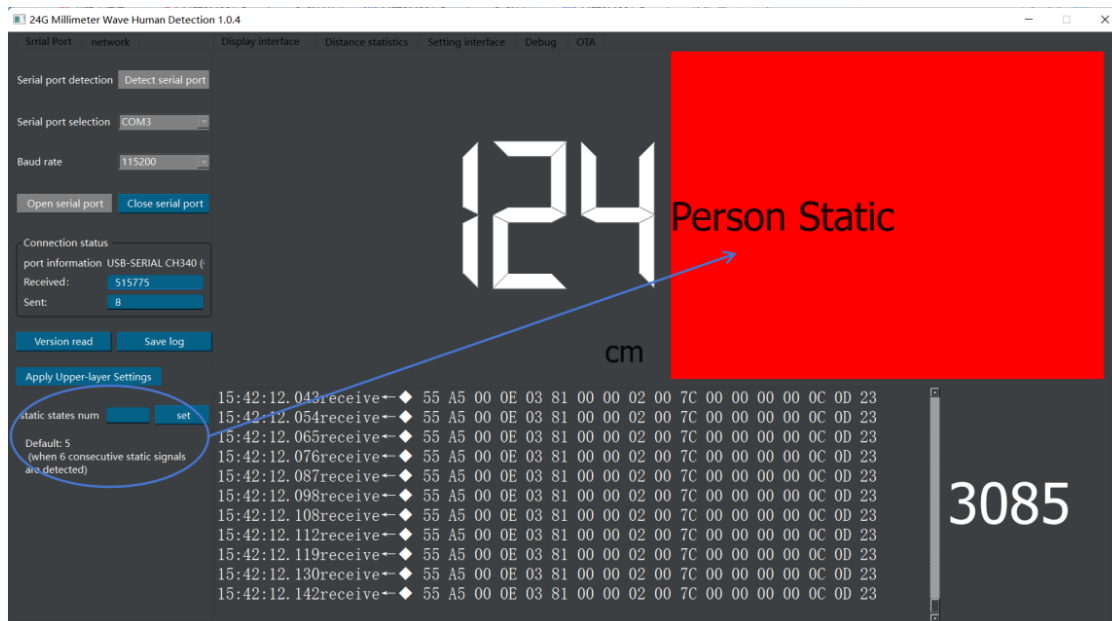 24G Millimeter Wave Human Detection 1.0.4
Srrial Port network Display interface Distance statistics Setting interface Debug OTA
Serial port detection Detect serial port
Serial port selection COM3
Baud rate 115200
Open serial port Close serial port
Connection status
port information USB-SERIAL CH340 (
Received: 515775
Sent: 8
Version read Save log
Apply Upper-layer Settings
static states num set
Default: 5
(when 6 consecutive static signals
are detected)
124
cm
Person Static
15:42:12.043receive←◆ 55 A5 00 0E 03 81 00 00 02 00 7C 00 00 00 00 0C 0D 23
15:42:12.054receive←◆ 55 A5 00 0E 03 81 00 00 02 00 7C 00 00 00 00 0C 0D 23
15:42:12.065receive←◆ 55 A5 00 0E 03 81 00 00 02 00 7C 00 00 00 00 0C 0D 23
15:42:12.076receive←◆ 55 A5 00 0E 03 81 00 00 02 00 7C 00 00 00 00 0C 0D 23
15:42:12.087receive←◆ 55 A5 00 0E 03 81 00 00 02 00 7C 00 00 00 00 0C 0D 23
15:42:12.098receive←◆ 55 A5 00 0E 03 81 00 00 02 00 7C 00 00 00 00 0C 0D 23
15:42:12.108receive←◆ 55 A5 00 0E 03 81 00 00 02 00 7C 00 00 00 00 0C 0D 23
15:42:12.112receive←◆ 55 A5 00 0E 03 81 00 00 02 00 7C 00 00 00 00 0C 0D 23
15:42:12.119receive←◆ 55 A5 00 0E 03 81 00 00 02 00 7C 00 00 00 00 0C 0D 23
15:42:12.130receive←◆ 55 A5 00 0E 03 81 00 00 02 00 7C 00 00 00 00 0C 0D 23
15:42:12.142receive←◆ 55 A5 00 0E 03 81 00 00 02 00 7C 00 00 00 00 0C 0D 23
3085